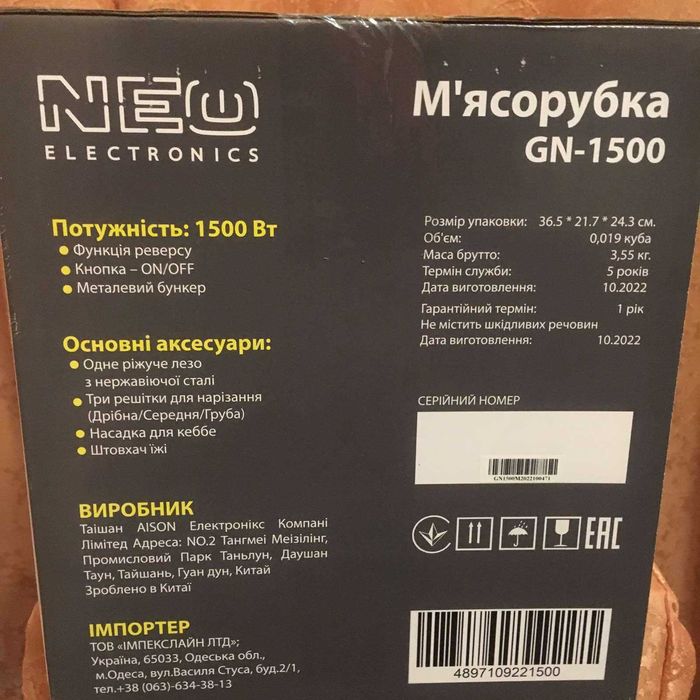 NEO
ELECTRONICS
М'ясорубка
GN-1500
Потужність: 1500 Вт
Функція реверсу
Кнопка – ON/OFF
Металевий бункер
Розмір упаковки: 36.5 * 21.7 * 24.3 см.
Об'єм: 0,019 куба
Маса брутто: 3,55 кг.
Термін служби: 5 років
Дата виготовлення: 10.2022
Гарантійний термін: 1 рік
Не містить шкідливих речовин
Дата виготовлення: 10.2022
Основні аксесуари:
Одне ріжуче лезо
з нержавіючої сталі
Три решітки для нарізання
(Дрібна/Середня/Груба)
Насадка для кеббе
Штовхач їжі
СЕРІЙНИЙ НОМЕР
GN1500M2022100471
ВИРОБНИК
Таішан AISON Електронікс Компані
Лімітед Адреса: NO.2 Тангмеі Меізілінг,
Промисловий Парк Таньлун, Даушан
Таун, Тайшань, Гуан дун, Китай
Зроблено в Китаї
EAC
ІМПОРТЕР
ТОВ «ІМПЕКСЛАЙН ЛТД»;
Україна, 65033, Одеська обл.,
м.Одеса, вул.Василя Стуса, буд.2/1,
тел.+38 (063)-634-38-13
4897109221500